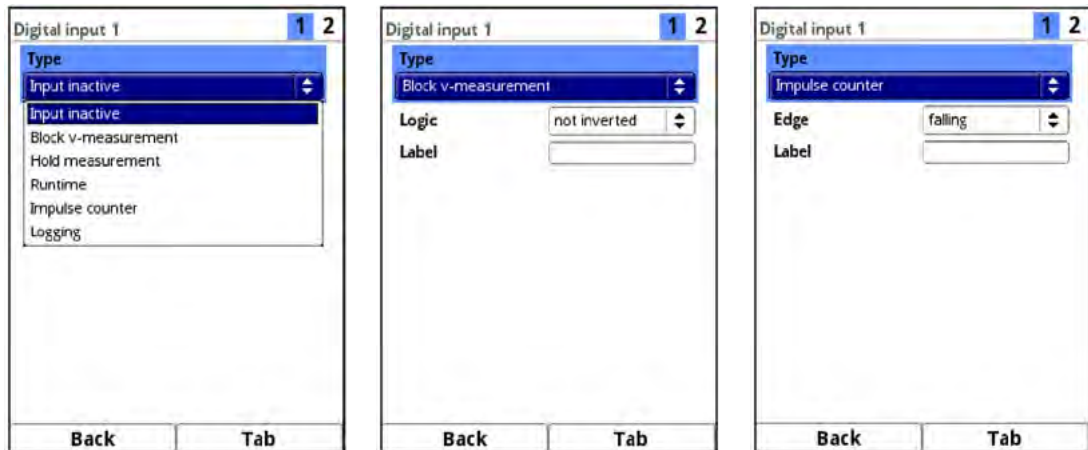 Digital input 1 1 2
Type
Input inactive
Input inactive
Block v-measurement
Hold measurement
Runtime
Impulse counter
Logging
Back Tab
Digital input 1 1 2
Type
Block v-measurement
Logic not inverted
Label
Back Tab
Digital input 1 1 2
Type
Impulse counter
Edge falling
Label
Back Tab